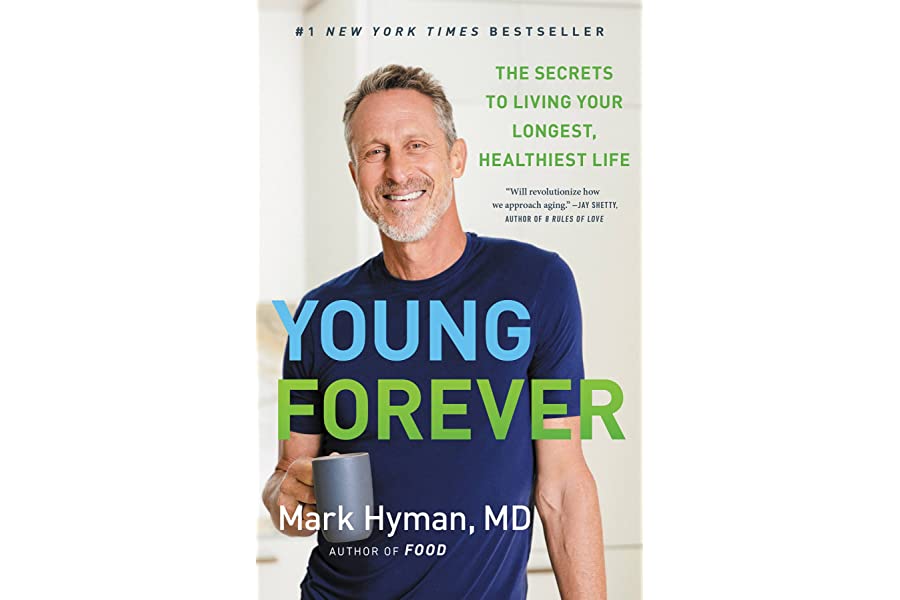 #1 NEW YORK TIMES BESTSELLER
THE SECRETS
TO LIVING YOUR
LONGEST,
HEALTHIEST LIFE
“Will revolutionize how
we approach aging.” —JAY SHETTY,
AUTHOR OF 8 RULES OF LOVE
YOUNG
FOREVER
Mark Hyman, MD
AUTHOR OF FOOD